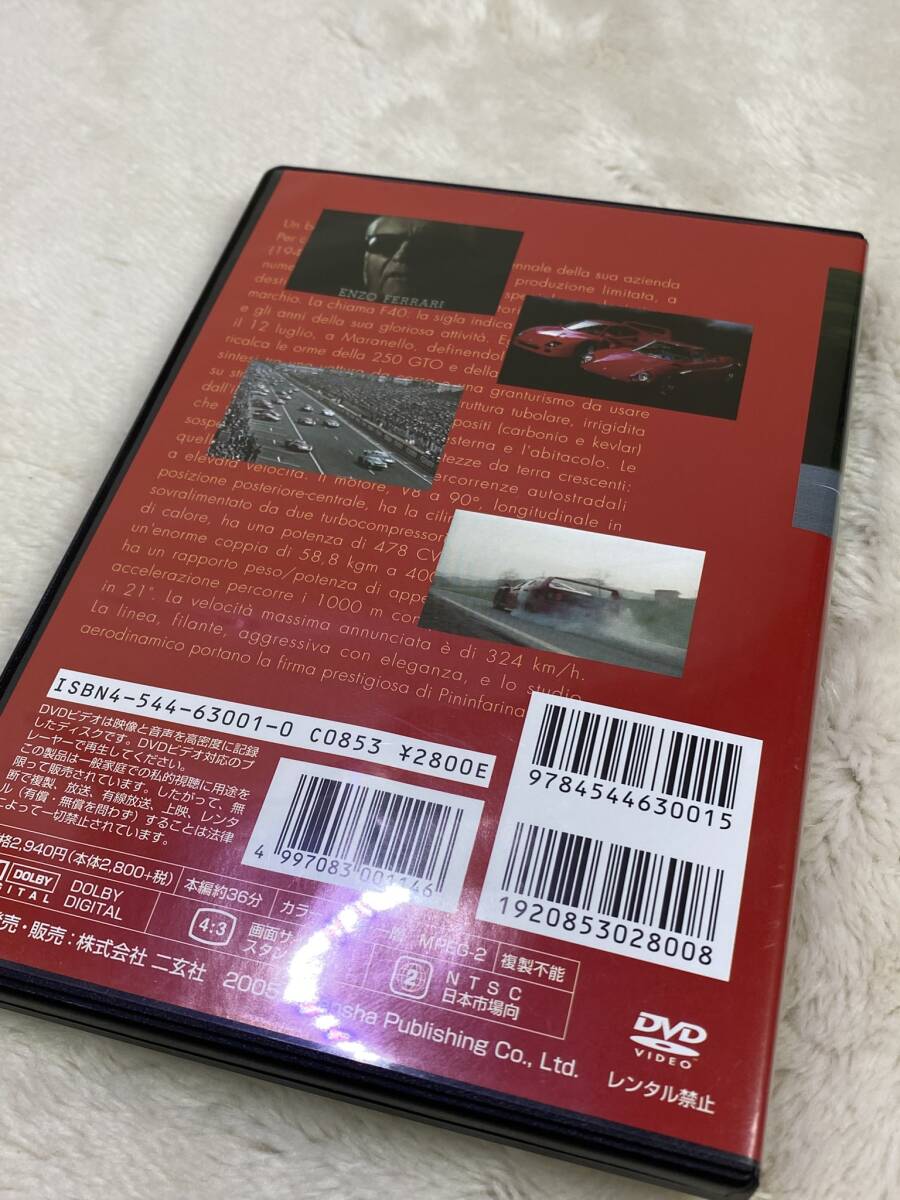 Un
Per
(194 ennale della sua azienda
nume produzione limitata, a
desti
ENZO FERRARI
marchio. La chiama F40. la sigla indica
e gli anni della sua gloriosa attività.
il 12 luglio, a Maranello, definendol
ricalca le orme della 250 GTO e della
sintesi una granturismo da usare
su st ruttura tubolare, irrigidita
dall'i positi (carbonio e kevlar)
che sterna e l'abitacolo. Le
sospe tezze da terra crescenti:
quell percorrenze autostradali
a elevata velocità. Il motore, V8 a 90°, longitudinale in
posizione posteriore-centrale, ha la cilin
sovralimentato da due turbocompressori
di calore, ha una potenza di 478 CV
un'enorme coppia di 58,8 kgm a 400
ha un rapporto peso/potenza di appe
accelerazione percorre i 1000 m con
in 21". La velocità massima annunciata è di 324 km/h.
La linea, filante, aggressiva con eleganza, e lo studio
aerodinamico portano la firma prestigiosa di Pininfarina
ISBN4-544-63001-0 C0853 ¥2800E
DVDビデオは映像と音声を高密度に記録
したディスクです。DVDビデオ対応のプ
レーヤーで再生してください。
この製品は一般家庭での私的視聴に用途を
限って販売されています。したがって、無
断で複製、放送、有線放送、上映、レンタ
ル(有償・無償を問わず)することは法律
によって一切禁止されています。
9784544630015
4 997083 001146
1920853028008
価格2,940円(本体2,800+税) 本編約36分 カラ
DOLBY DIGITAL DOLBY DIGITAL
4:3 画面サ
スタン
一層 MPEG-2 複製不能
2 NTSC
日本市場向
発売・販売:株式会社 二玄社 2005 nsha Publishing Co., Ltd.
DVD
VIDEO
レンタル禁止